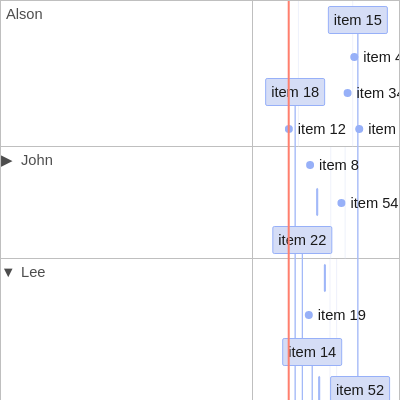 Alson
item 15
item 4
item 18
item 34
item 12
item
▶ John
item 8
item 54
item 22
▼ Lee
item 19
item 14
item 52